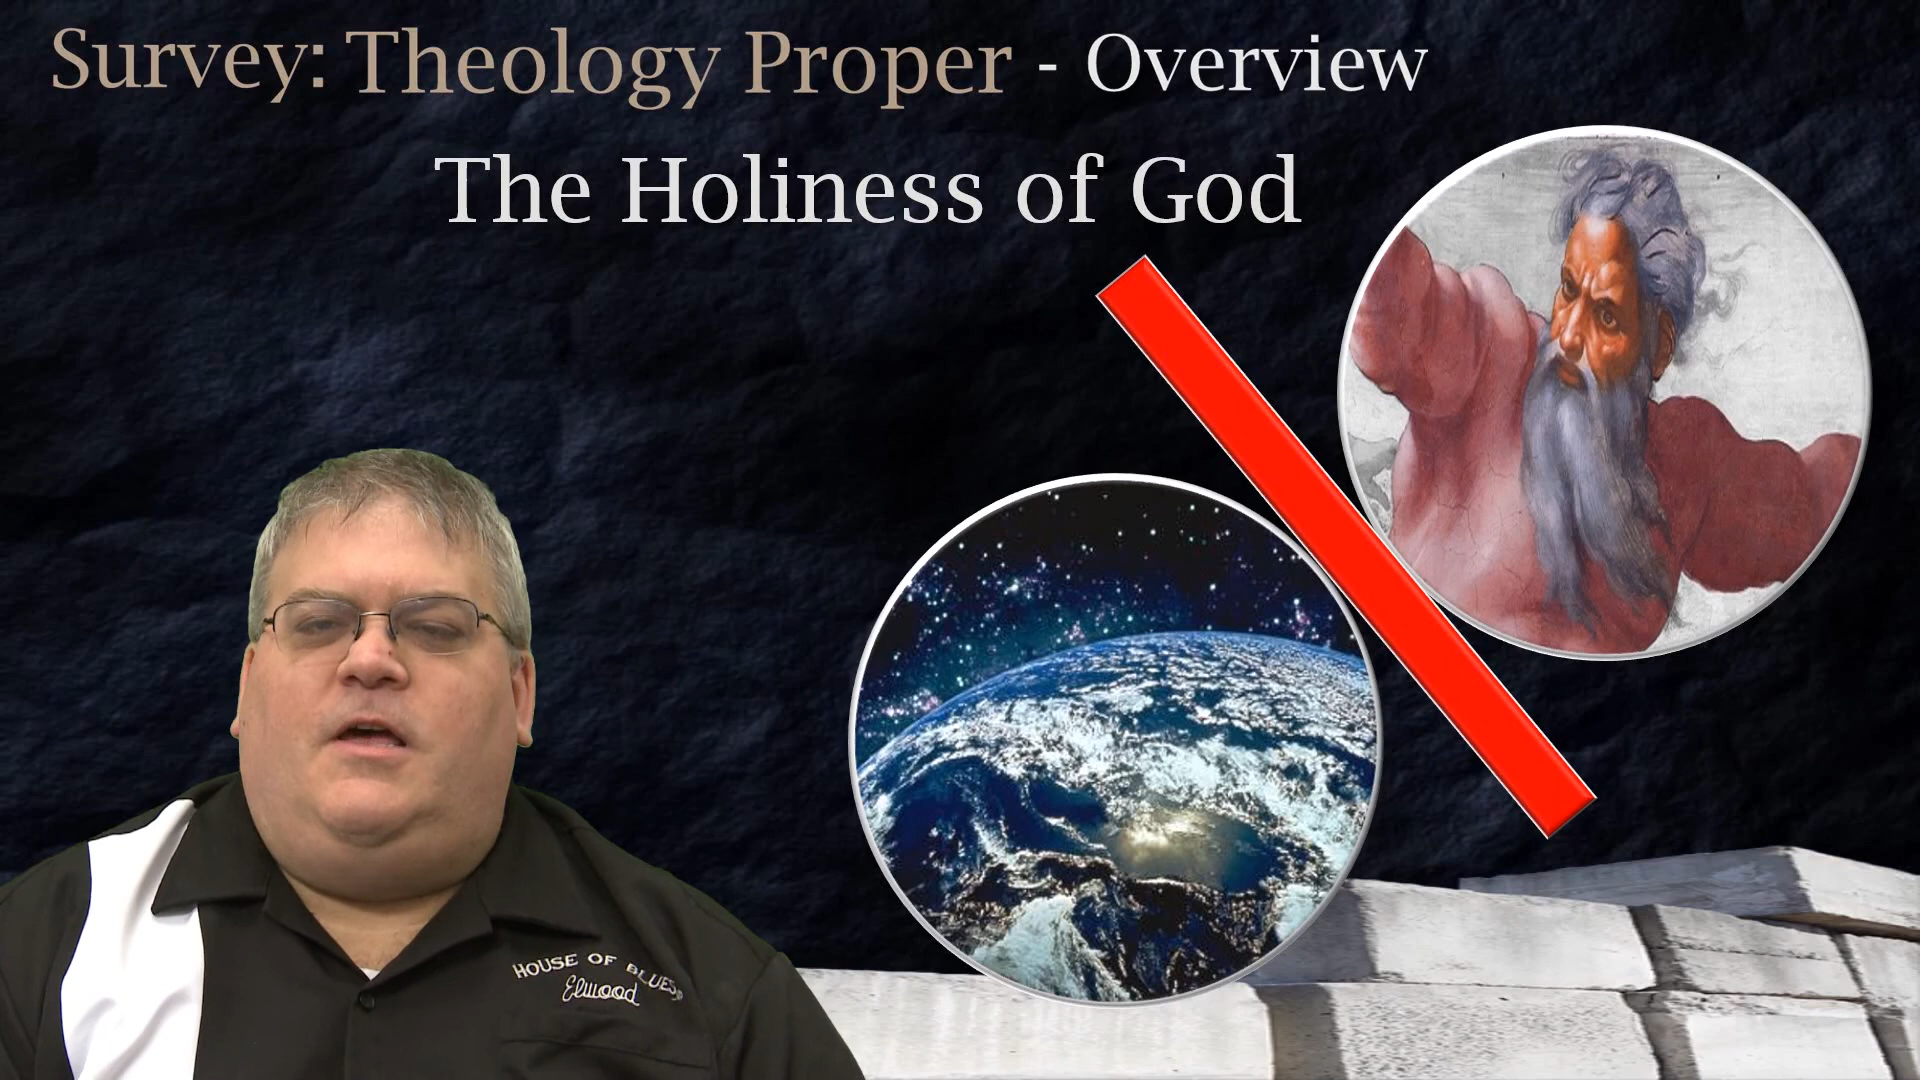 Survey: Theology Proper - Overview
The Holiness of God
HOUSE OF BLUES
Elwood